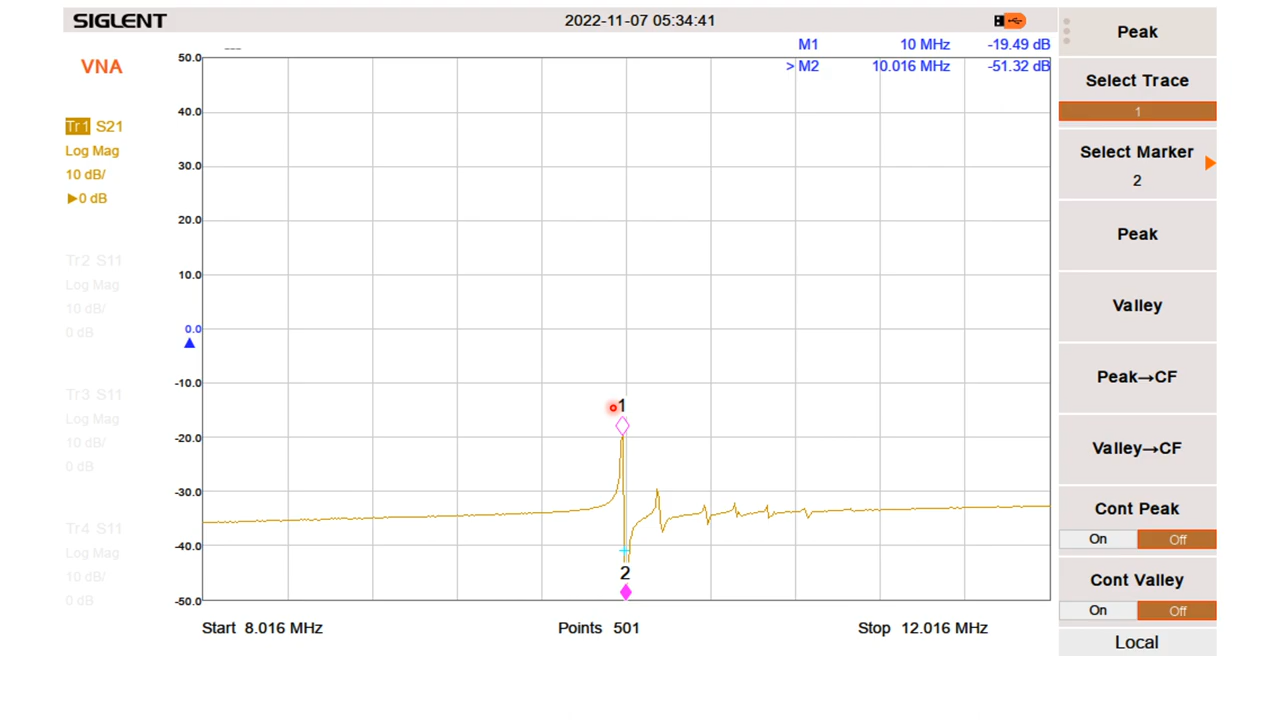 SIGLENT
2022-11-07 05:34:41
VNA
---
M1 10 MHz -19.49 dB
> M2 10.016 MHz -51.32 dB
Tr1 S21
Log Mag
10 dB/
▶0 dB
Tr2 S11
Log Mag
10 dB/
0 dB
Tr3 S11
Log Mag
10 dB/
0 dB
Tr4 S11
Log Mag
10 dB/
0 dB
50.0
40.0
30.0
20.0
10.0
0.0
-10.0
-20.0
-30.0
-40.0
-50.0
1
2
Start 8.016 MHz
Points 501
Stop 12.016 MHz
Peak
Select Trace
1
Select Marker
2
Peak
Valley
Peak→CF
Valley→CF
Cont Peak
On Off
Cont Valley
On Off
Local